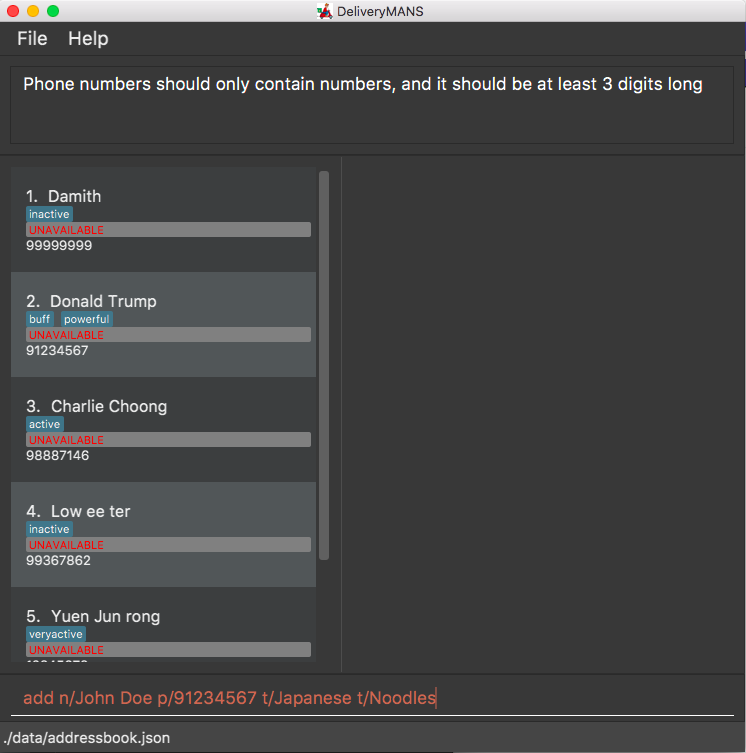 DeliveryMANS
File Help
Phone numbers should only contain numbers, and it should be at least 3 digits long
1. Damith
inactive
UNAVAILABLE
99999999
2. Donald Trump
buff powerful
UNAVAILABLE
91234567
3. Charlie Choong
active
UNAVAILABLE
98887146
4. Low ee ter
inactive
UNAVAILABLE
99367862
5. Yuen Jun rong
veryactive
UNAVAILABLE
add n/John Doe p/91234567 t/Japanese t/Noodles
./data/addressbook.json